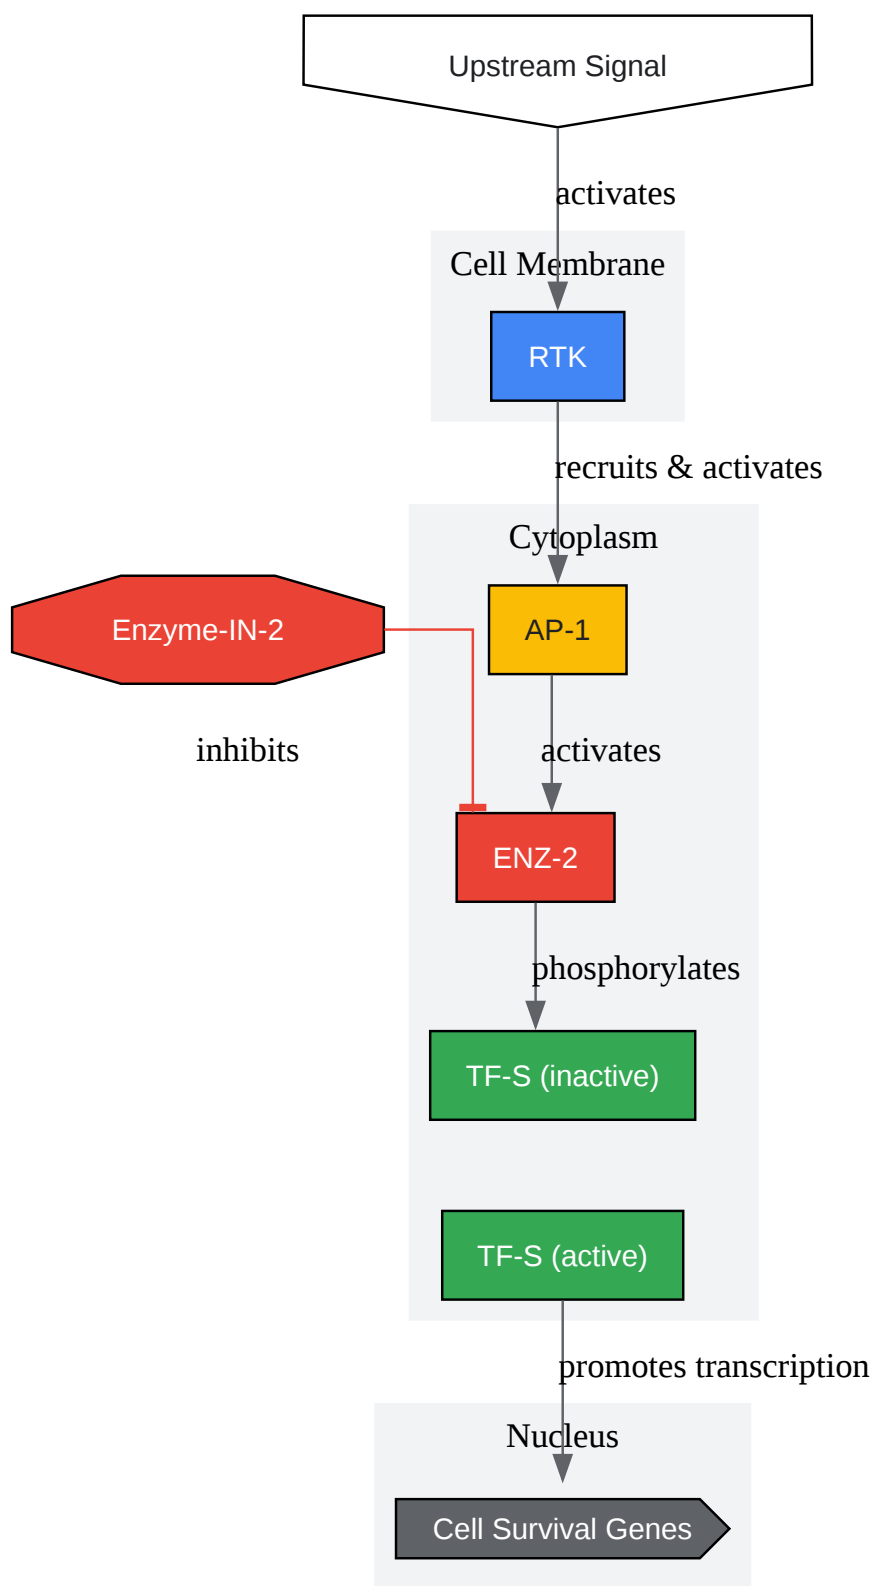 Upstream Signal
activates
Cell Membrane
RTK
recruits & activates
Cytoplasm
Enzyme-IN-2
AP-1
inhibits
activates
ENZ-2
phosphorylates
TF-S (inactive)
TF-S (active)
promotes transcription
Nucleus
Cell Survival Genes